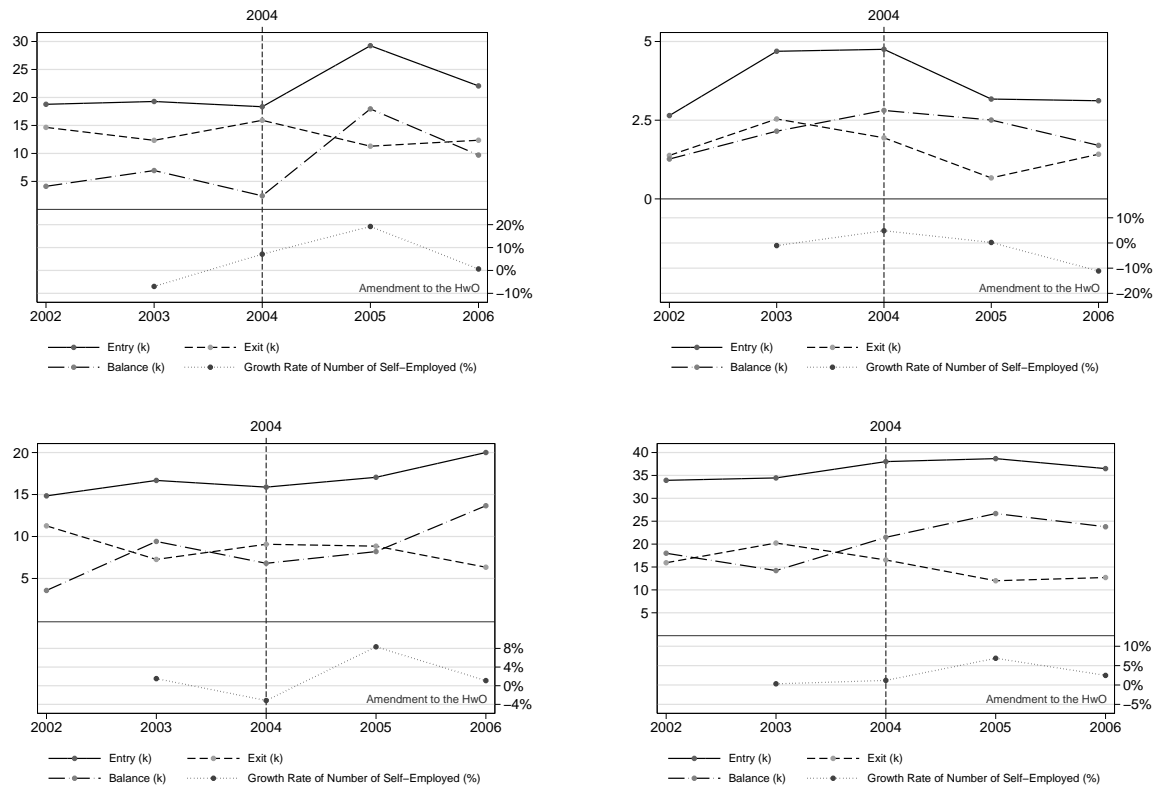 2004
30
25
20
15
10
5
20%
10%
0%
−10%
Amendment to the HwO
2002 2003 2004 2005 2006
Entry (k) Exit (k)
Balance (k) Growth Rate of Number of Self−Employed (%)
2004
5
2.5
0
10%
0%
−10%
−20%
Amendment to the HwO
2002 2003 2004 2005 2006
Entry (k) Exit (k)
Balance (k) Growth Rate of Number of Self−Employed (%)
2004
20
15
10
5
8%
4%
0%
−4%
Amendment to the HwO
2002 2003 2004 2005 2006
Entry (k) Exit (k)
Balance (k) Growth Rate of Number of Self−Employed (%)
2004
40
35
30
25
20
15
10
5
10%
5%
0%
−5%
Amendment to the HwO
2002 2003 2004 2005 2006
Entry (k) Exit (k)
Balance (k) Growth Rate of Number of Self−Employed (%)